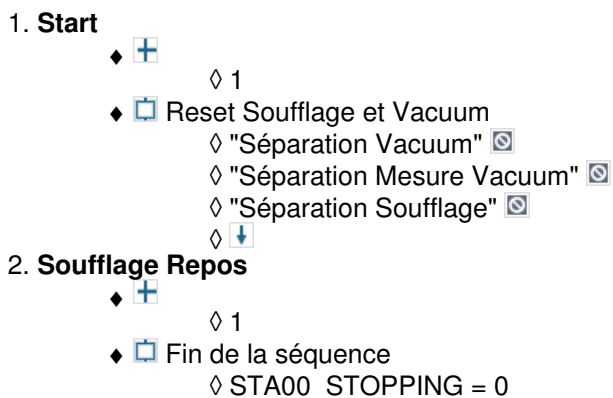 1. Start
1
Reset Soufflage et Vacuum
"Séparation Vacuum"
"Séparation Mesure Vacuum"
"Séparation Soufflage"
2. Soufflage Repos
1
Fin de la séquence
STA00 STOPPING = 0